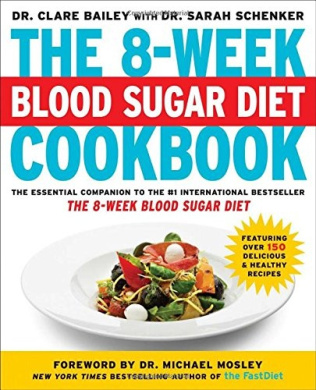 DR. CLARE BAILEY WITH DR. SARAH SCHENKER
THE 8-WEEK
BLOOD SUGAR DIET
COOKBOOK
THE ESSENTIAL COMPANION TO THE #1 INTERNATIONAL BESTSELLER
THE 8-WEEK BLOOD SUGAR DIET
FEATURING
OVER 150
DELICIOUS
& HEALTHY
RECIPES
FOREWORD BY DR. MICHAEL MOSLEY
NEW YORK TIMES BESTSELLING AUTHOR OF the FastDiet